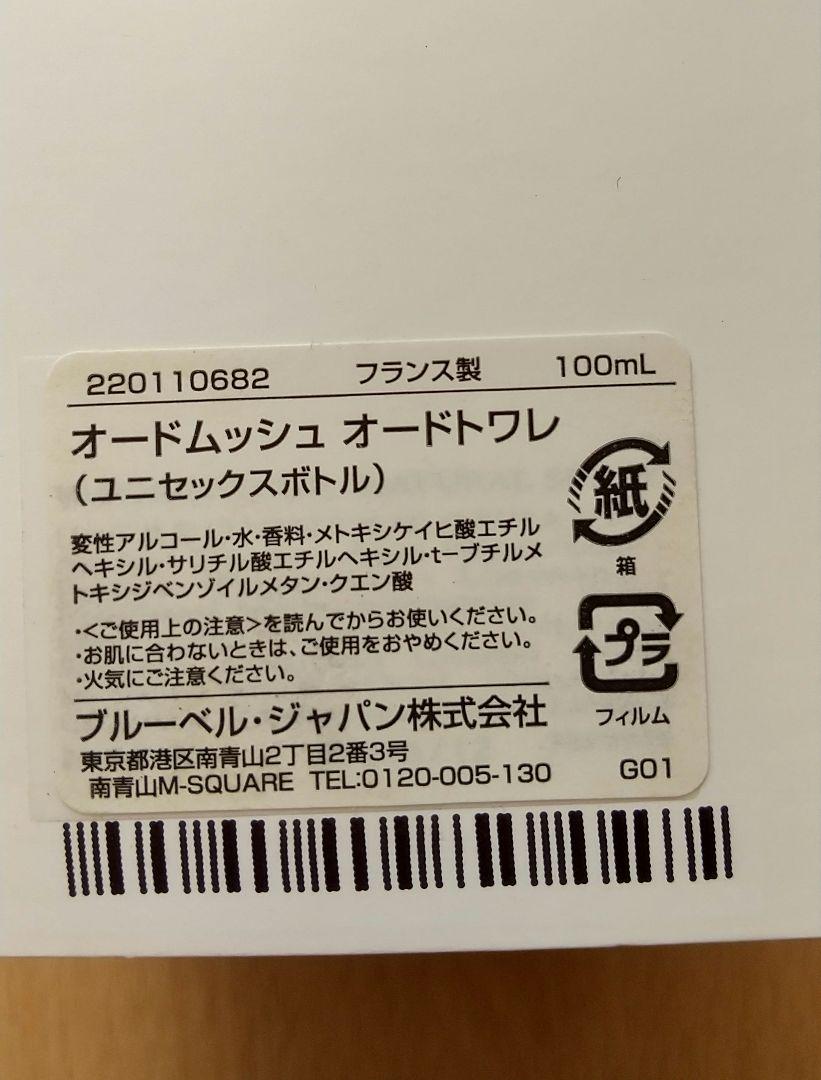 220110682 フランス製 100mL
オードムッシュ オードトワレ
(ユニセックスボトル)
変性アルコール・水・香料・メトキシケイヒ酸エチル
ヘキシル・サリチル酸エチルヘキシル・t-ブチルメ
トキシジベンゾイルメタン・クエン酸
・<ご使用上の注意>を読んでからお使いください。
・お肌に合わないときは、ご使用をおやめください。
・火気にご注意ください。
ブルーベル・ジャパン株式会社
東京都港区南青山2丁目2番3号
南青山M-SQUARE TEL:0120-005-130
紙
箱
プラ
フィルム
G01